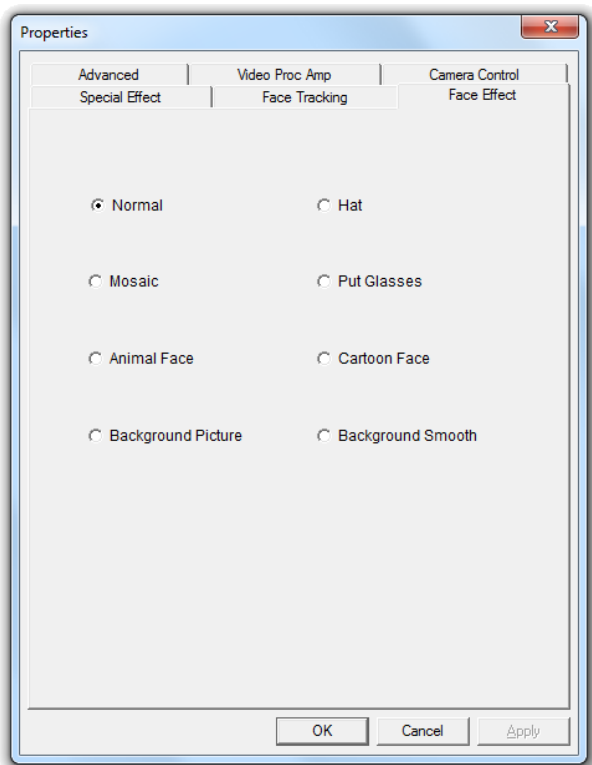 Properties
Advanced Video Proc Amp Camera Control
Special Effect Face Tracking Face Effect
Normal Hat
Mosaic Put Glasses
Animal Face Cartoon Face
Background Picture Background Smooth
OK Cancel Apply